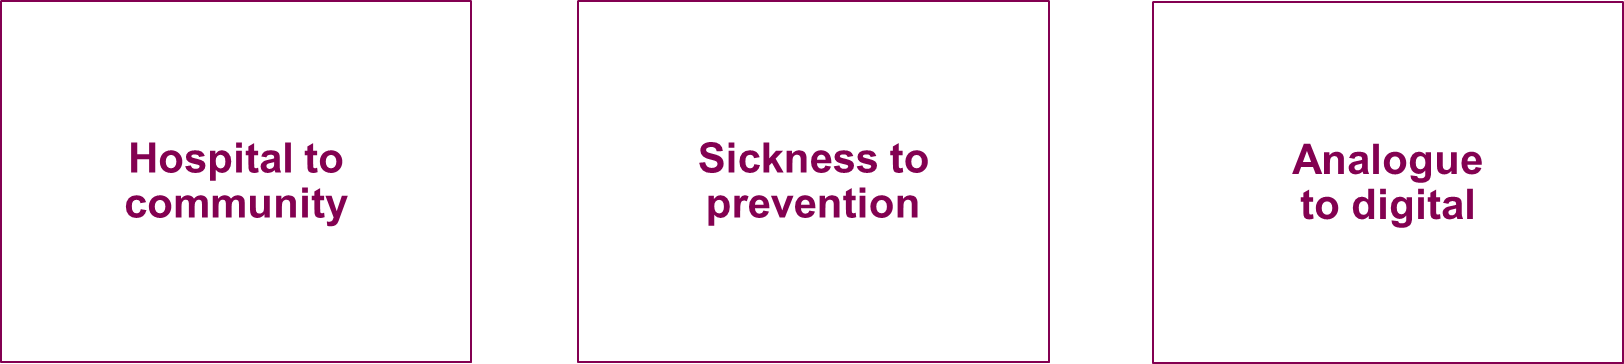 Hospital to
community
Sickness to
prevention
Analogue
to digital